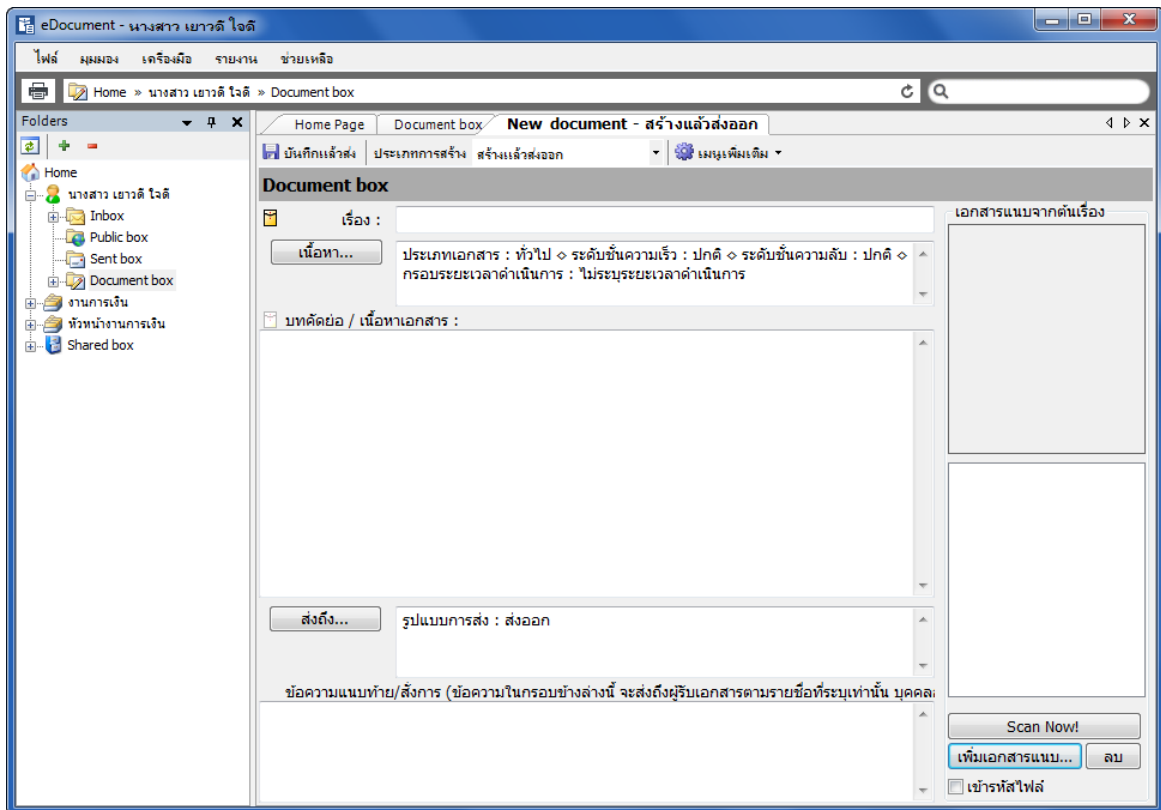 eDocument - นางสาว เยาวดี ใจดี
ไฟล์ มุมมอง เครื่องมือ รายงาน ช่วยเหลือ
Home » นางสาว เยาวดี ใจดี » Document box
Folders
Home Page Document box New document - สร้างแล้วส่งออก
บันทึกแล้วส่ง ประเภทการสร้าง สร้างแล้วส่งออก เมนูเพิ่มเติม
Home
นางสาว เยาวดี ใจดี
Inbox
Public box
Sent box
Document box
งานการเงิน
หัวหน้างานการเงิน
Shared box
Document box
เรื่อง :
เนื้อหา...
ประเภทเอกสาร : ทั่วไป ◇ ระดับชั้นความเร็ว : ปกติ ◇ ระดับชั้นความลับ : ปกติ ◇
กรอบระยะเวลาดำเนินการ : ไม่ระบุระยะเวลาดำเนินการ
บทคัดย่อ / เนื้อหาเอกสาร :
ส่งถึง...
รูปแบบการส่ง : ส่งออก
ข้อความแนบท้าย/สั่งการ (ข้อความในกรอบข้างล่างนี้ จะส่งถึงผู้รับเอกสารตามรายชื่อที่ระบุเท่านั้น บุคคล
เอกสารแนบจากต้นเรื่อง
Scan Now!
เพิ่มเอกสารแนบ... ลบ
เข้ารหัสไฟล์